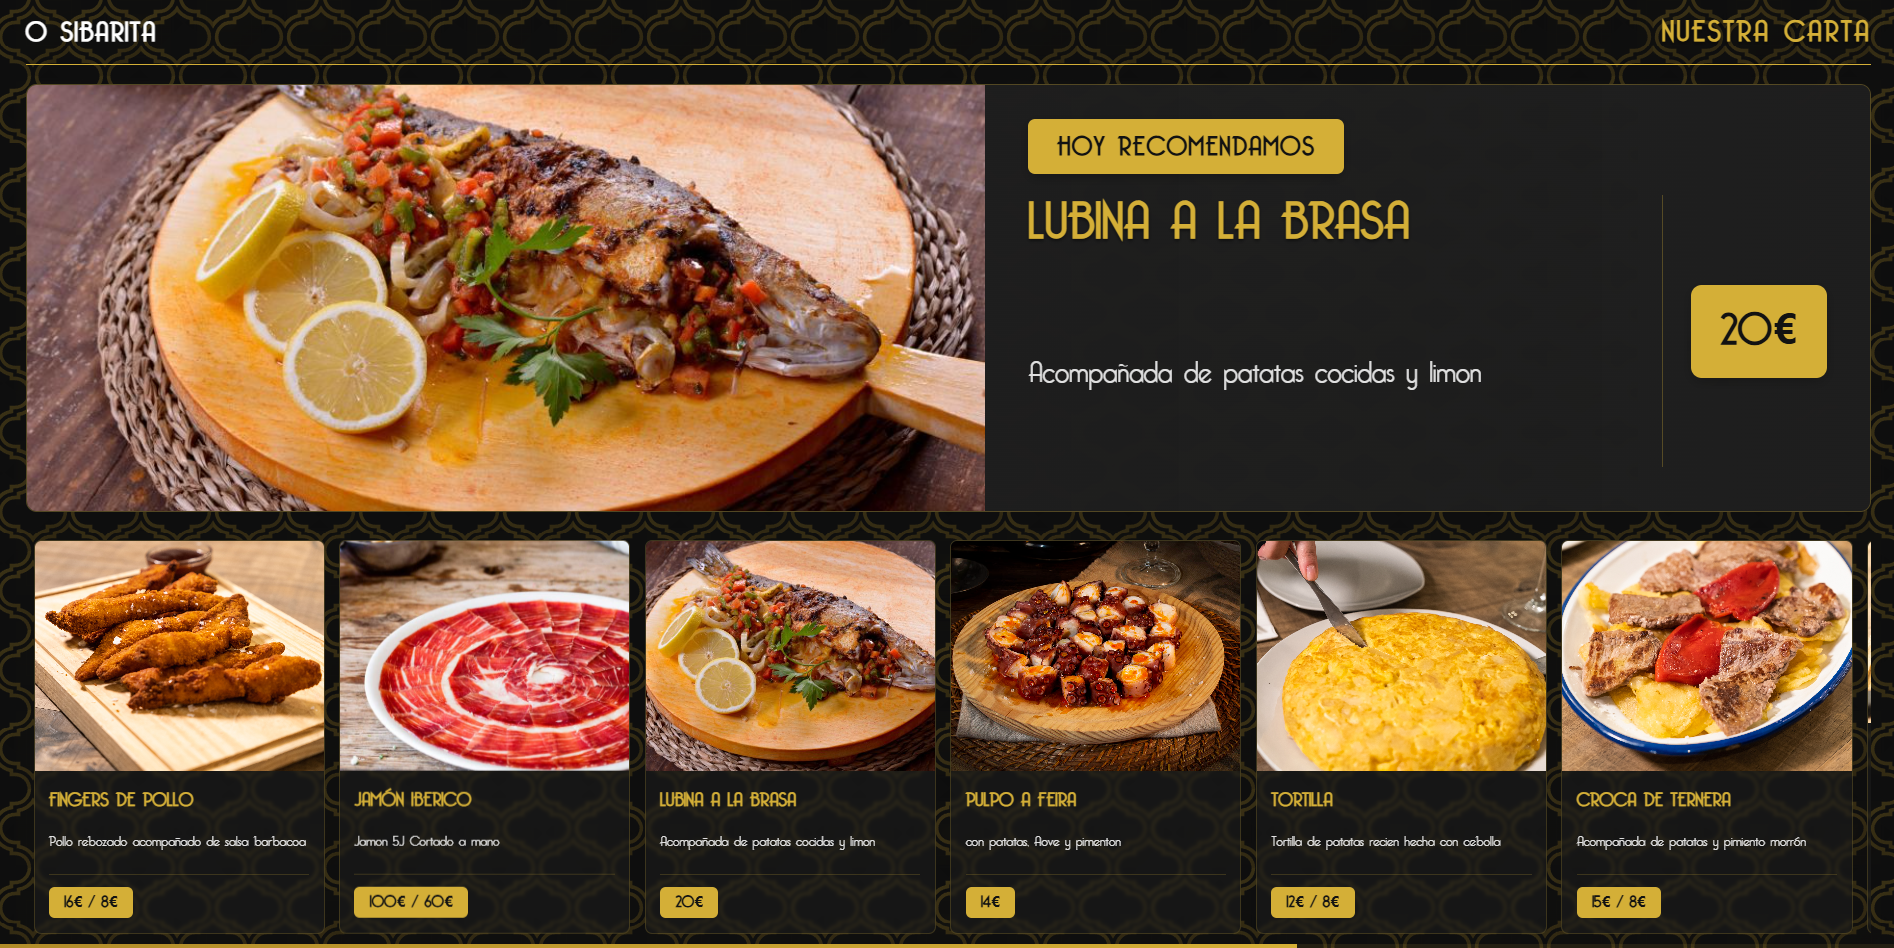 O SIBARITA
NUESTRA CARTA
HOY RECOMENDAMOS
LUBINA A LA BRASA
Acompañada de patatas cocidas y limon
20€
FINGERS DE POLLO
Pollo rebozado acompañado de salsa barbacoa
16€ / 8€
JAMÓN IBERICO
Jamon 5J Cortado a mano
100€ / 60€
LUBINA A LA BRASA
Acompañada de patatas cocidas y limon
20€
PULPO A FEIRA
con patatas, Aove y pimenton
14€
TORTILLA
Tortilla de patatas recien hecha con cebolla
12€ / 8€
CROCA DE TERNERA
Acompañada de patatas y pimiento morrón
15€ / 8€